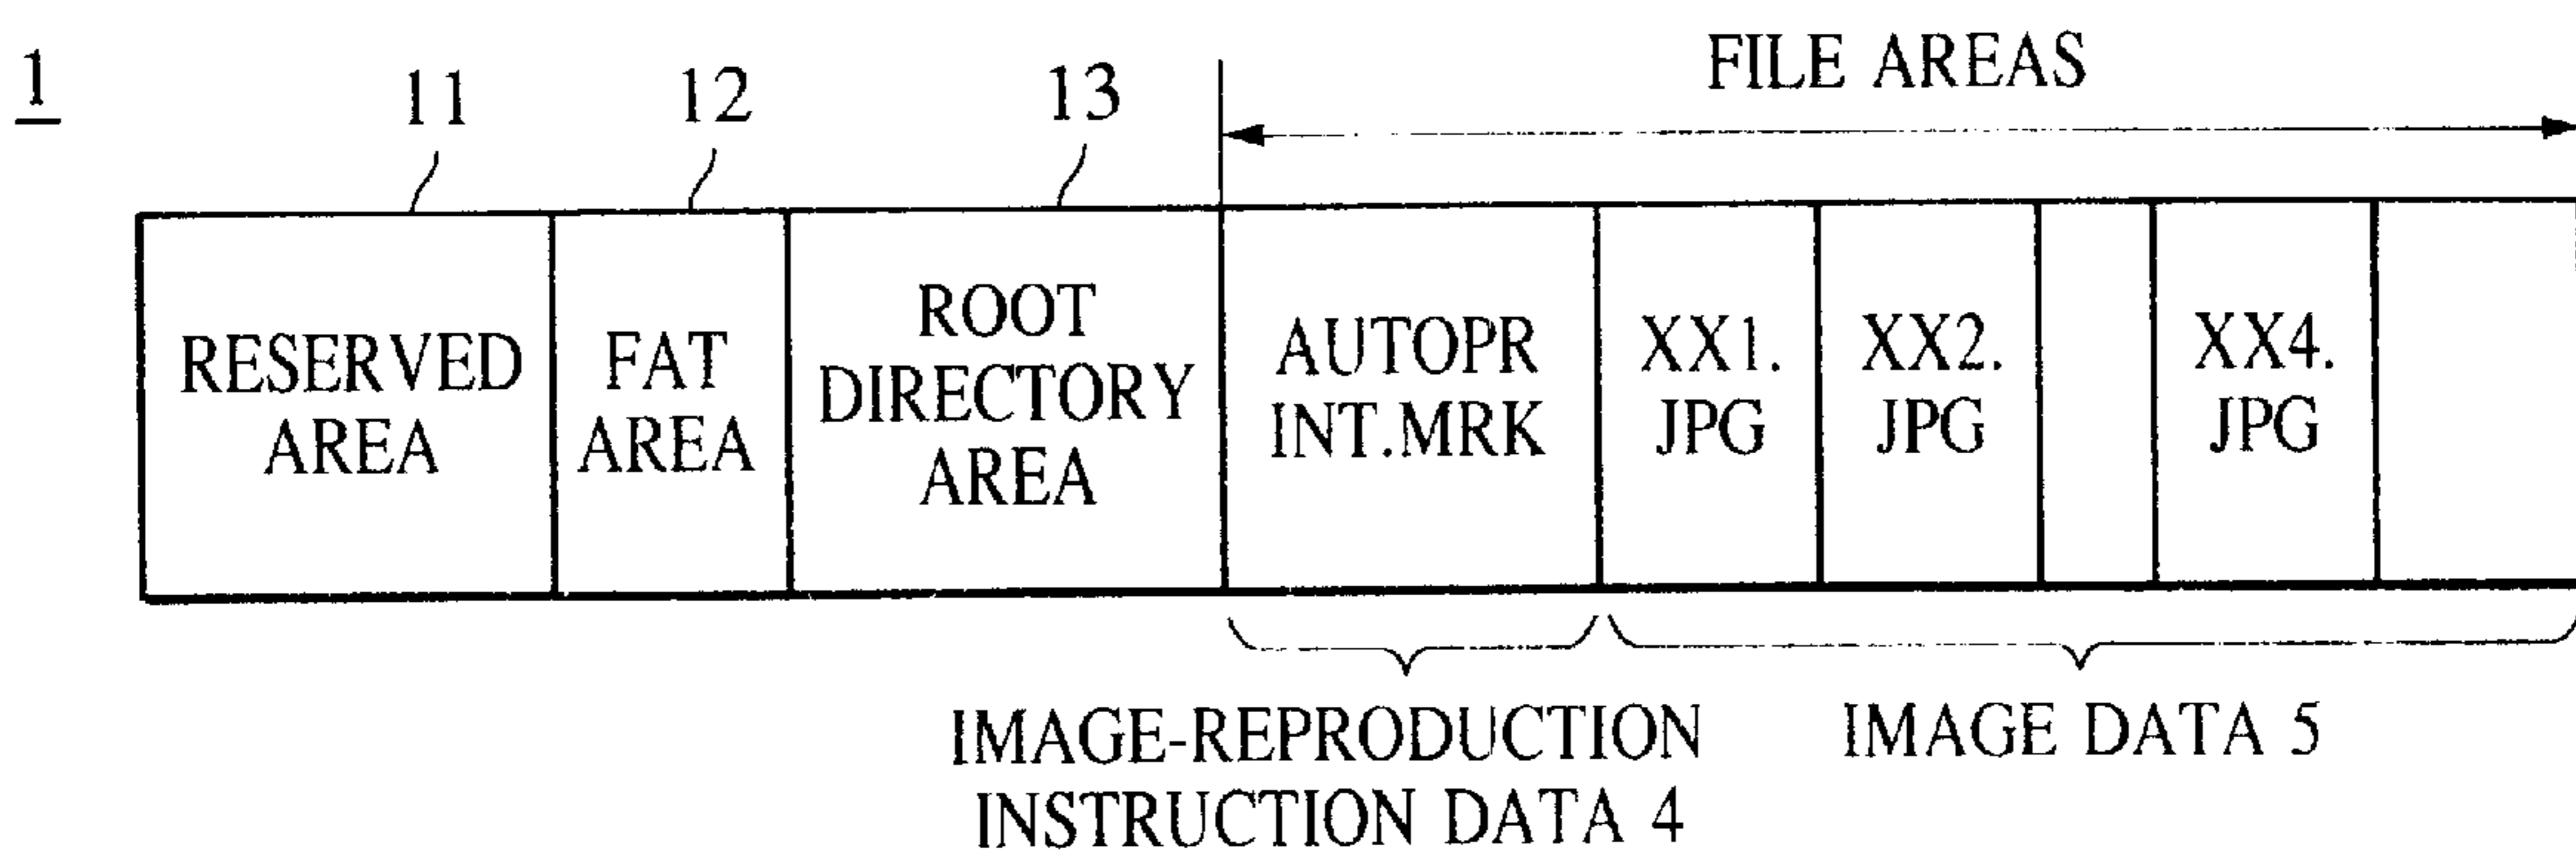 1
11
12
13
FILE AREAS
RESERVED
AREA
FAT
AREA
ROOT
DIRECTORY
AREA
AUTOPR
INT.MRK
XX1.
JPG
XX2.
JPG
XX4.
JPG
IMAGE-REPRODUCTION
INSTRUCTION DATA 4
IMAGE DATA 5